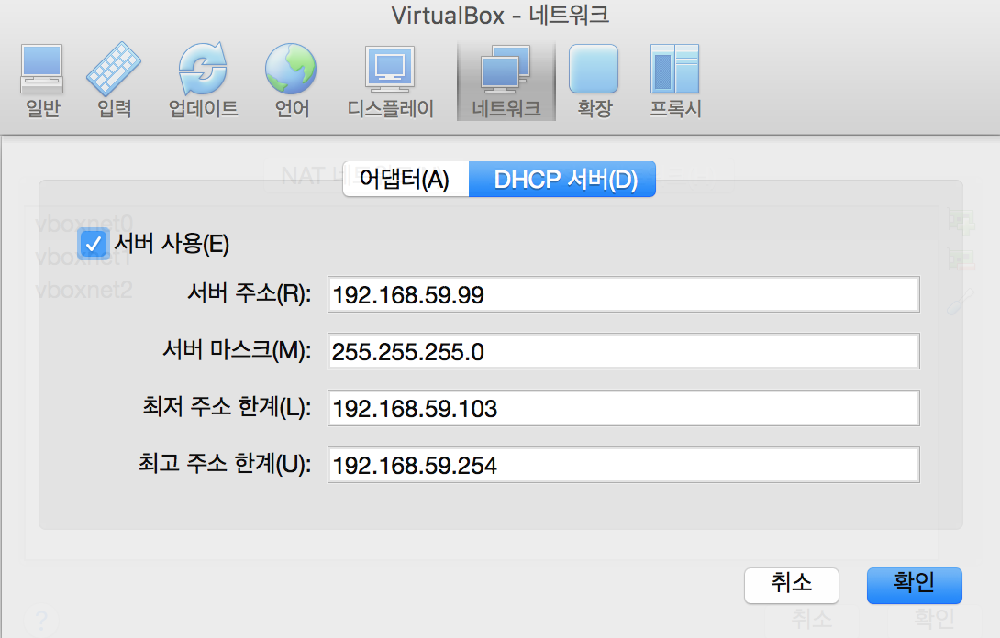 VirtualBox - 네트워크
일반 입력 업데이트 언어 디스플레이 네트워크 확장 프록시
NAT 네
어댑터(A) DHCP 서버(D)
vboxnet0
서버 사용(E)
vboxnet1
서버 주소(R): 192.168.59.99
vboxnet2
서버 마스크(M): 255.255.255.0
최저 주소 한계(L): 192.168.59.103
최고 주소 한계(U): 192.168.59.254
취소 확인
? 취소 확인